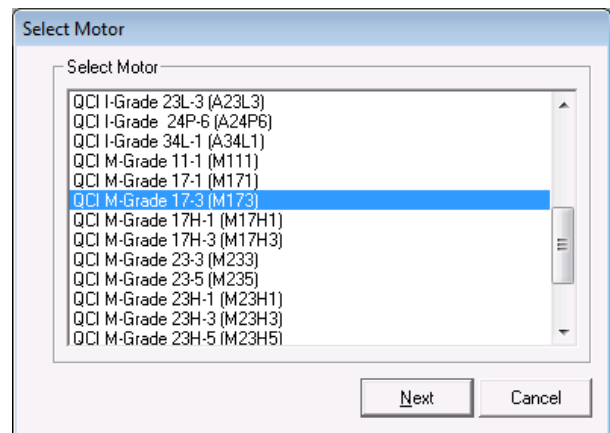 Select Motor
Select Motor
QCI I-Grade 23L-3 (A23L3)
QCI I-Grade  24P-6 (A24P6)
QCI I-Grade 34L-1 (A34L1)
QCI M-Grade 11-1 (M111)
QCI M-Grade 17-1 (M171)
QCI M-Grade 17-3 (M173)
QCI M-Grade 17H-1 (M17H1)
QCI M-Grade 17H-3 (M17H3)
QCI M-Grade 23-3 (M233)
QCI M-Grade 23-5 (M235)
QCI M-Grade 23H-1 (M23H1)
QCI M-Grade 23H-3 (M23H3)
QCI M-Grade 23H-5 (M23H5)
Next Cancel